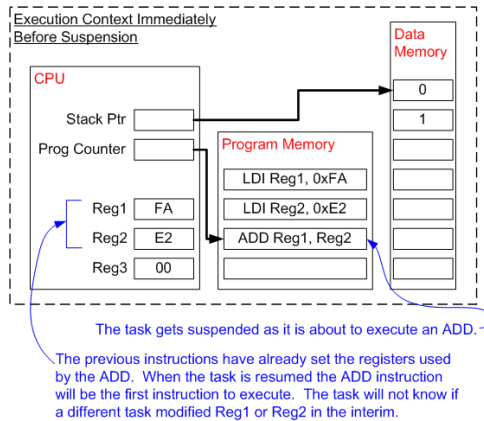 Execution Context Immediately
Before Suspension
Data
Memory
CPU
Stack Ptr
0
1
Prog Counter
Program Memory
LDI Reg1, 0xFA
LDI Reg2, 0xE2
ADD Reg1, Reg2
Reg1 FA
Reg2 E2
Reg3 00
The task gets suspended as it is about to execute an ADD.
The previous instructions have already set the registers used
by the ADD. When the task is resumed the ADD instruction
will be the first instruction to execute. The task will not know if
a different task modified Reg1 or Reg2 in the interim.